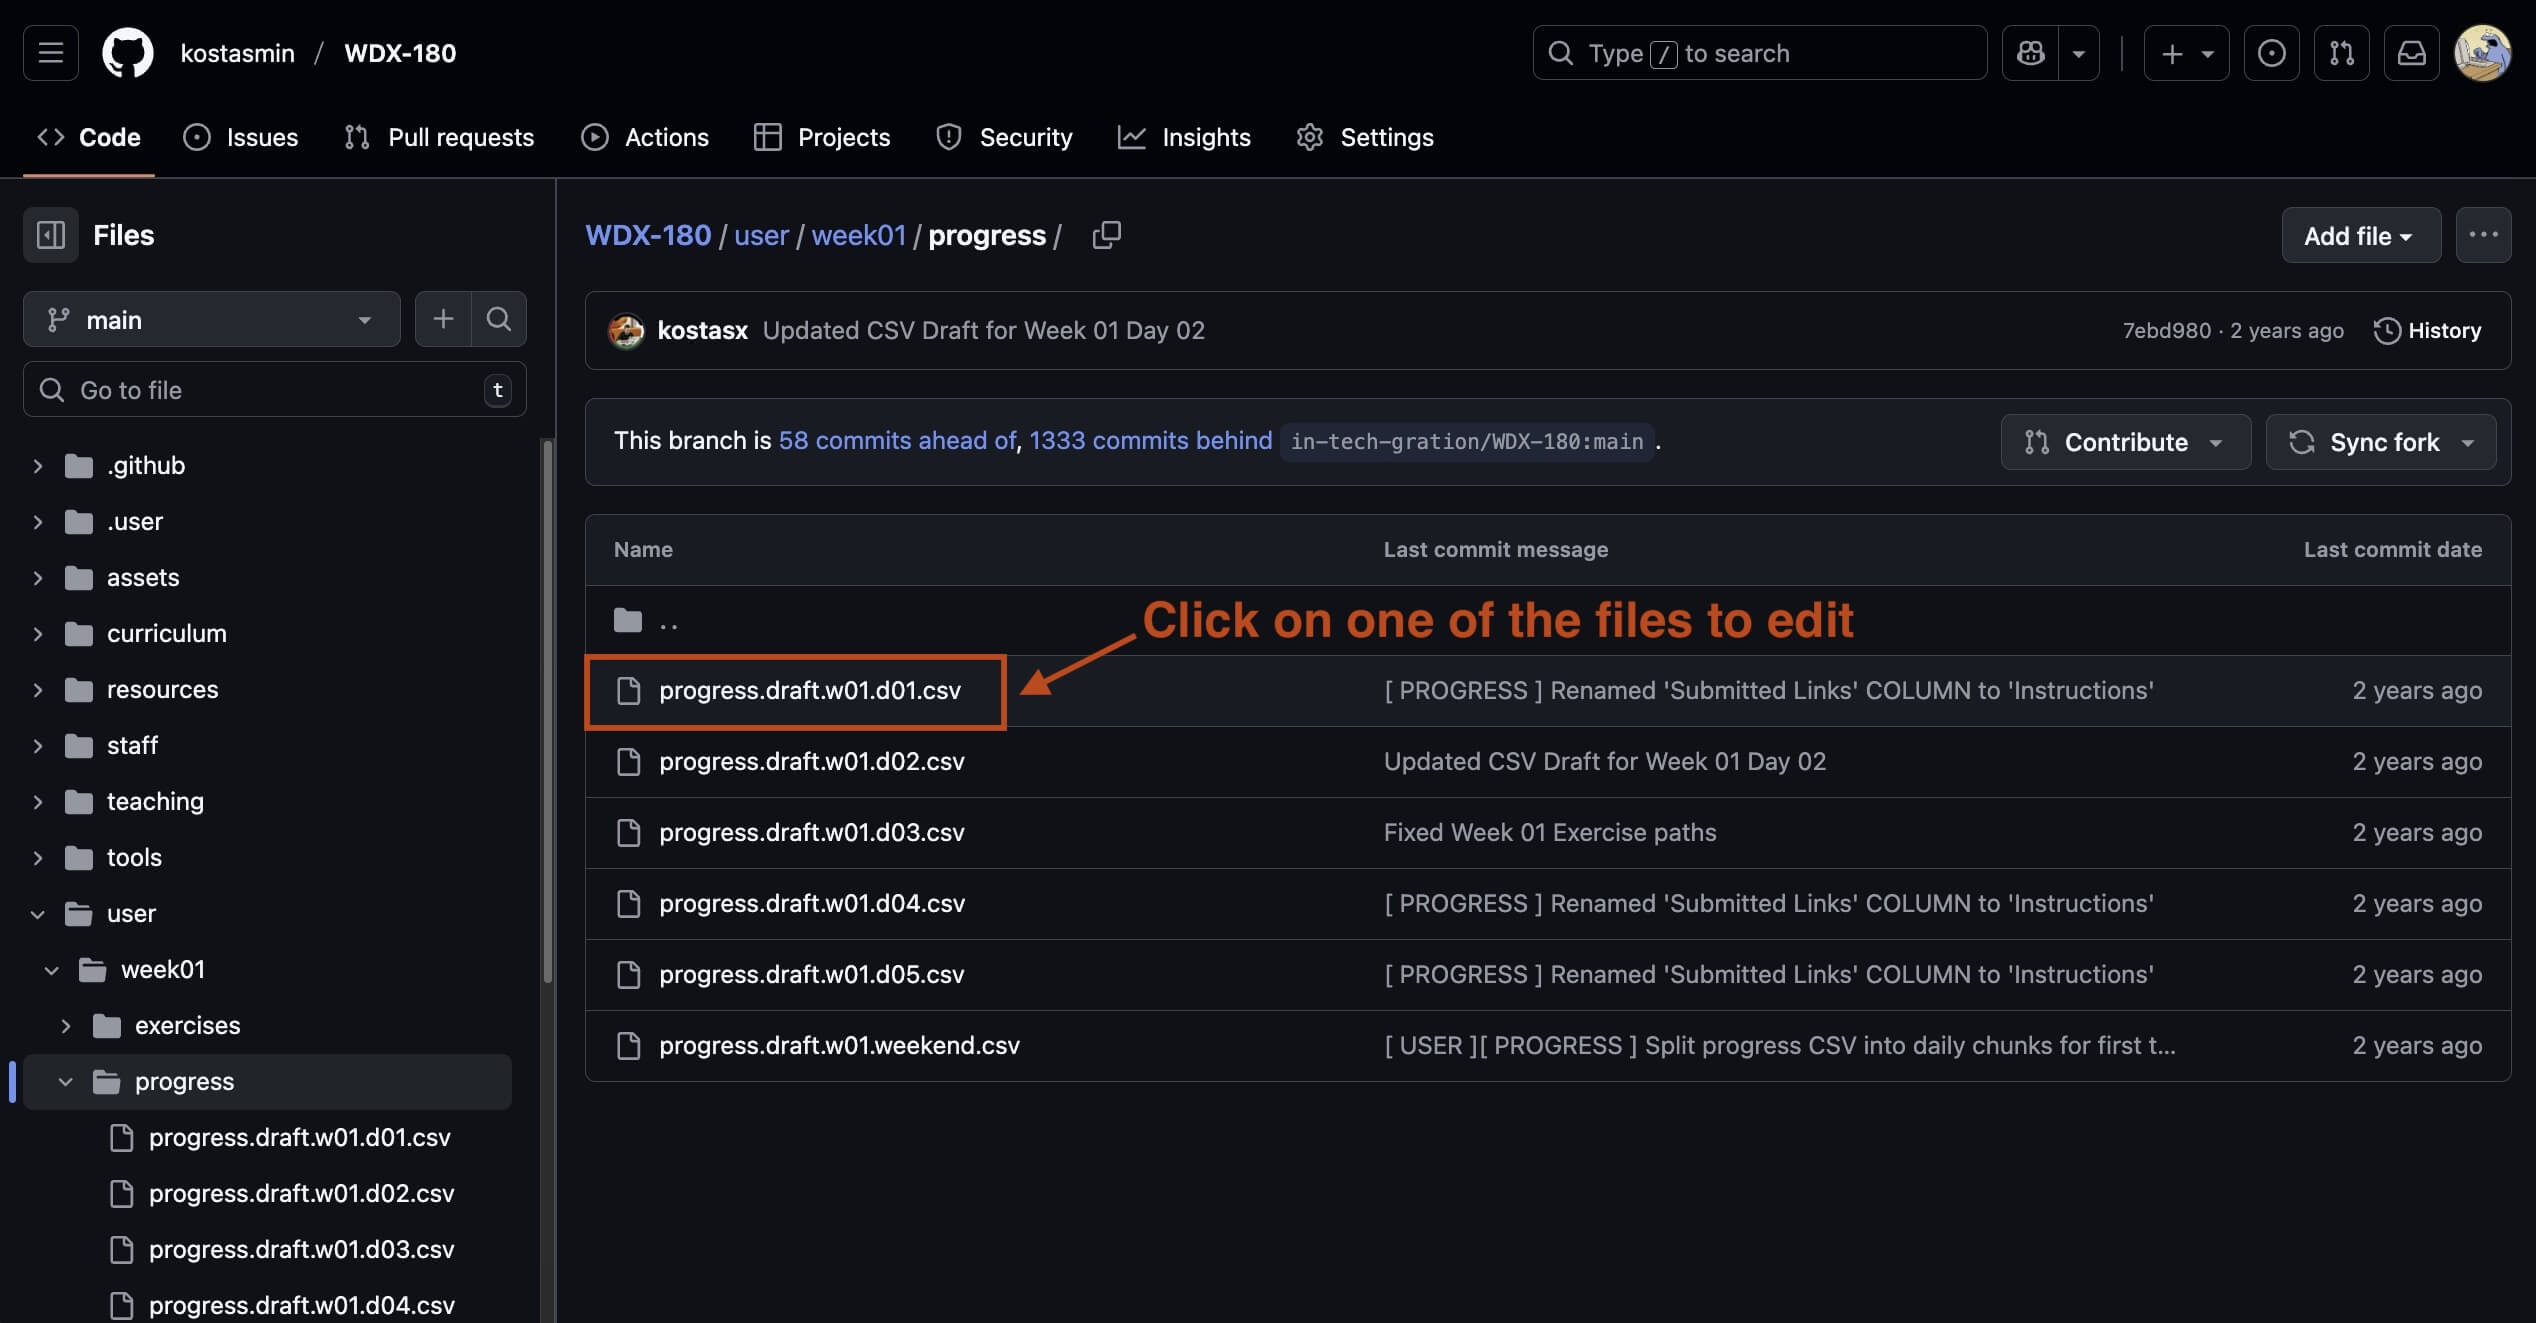 kostasmin / WDX-180
Type / to search
Code Issues Pull requests Actions Projects Security Insights Settings
Files
main
Go to file t
.github
.user
assets
curriculum
resources
staff
teaching
tools
user
week01
exercises
progress
progress.draft.w01.d01.csv
progress.draft.w01.d02.csv
progress.draft.w01.d03.csv
progress.draft.w01.d04.csv
WDX-180 / user / week01 / progress /
Add file
kostasx Updated CSV Draft for Week 01 Day 02 7ebd980 · 2 years ago History
This branch is 58 commits ahead of, 1333 commits behind in-tech-gration/WDX-180:main .
Contribute
Sync fork
Name Last commit message Last commit date
..
Click on one of the files to edit
progress.draft.w01.d01.csv [ PROGRESS ] Renamed 'Submitted Links' COLUMN to 'Instructions' 2 years ago
progress.draft.w01.d02.csv Updated CSV Draft for Week 01 Day 02 2 years ago
progress.draft.w01.d03.csv Fixed Week 01 Exercise paths 2 years ago
progress.draft.w01.d04.csv [ PROGRESS ] Renamed 'Submitted Links' COLUMN to 'Instructions' 2 years ago
progress.draft.w01.d05.csv [ PROGRESS ] Renamed 'Submitted Links' COLUMN to 'Instructions' 2 years ago
progress.draft.w01.weekend.csv [ USER ][ PROGRESS ] Split progress CSV into daily chunks for first t... 2 years ago